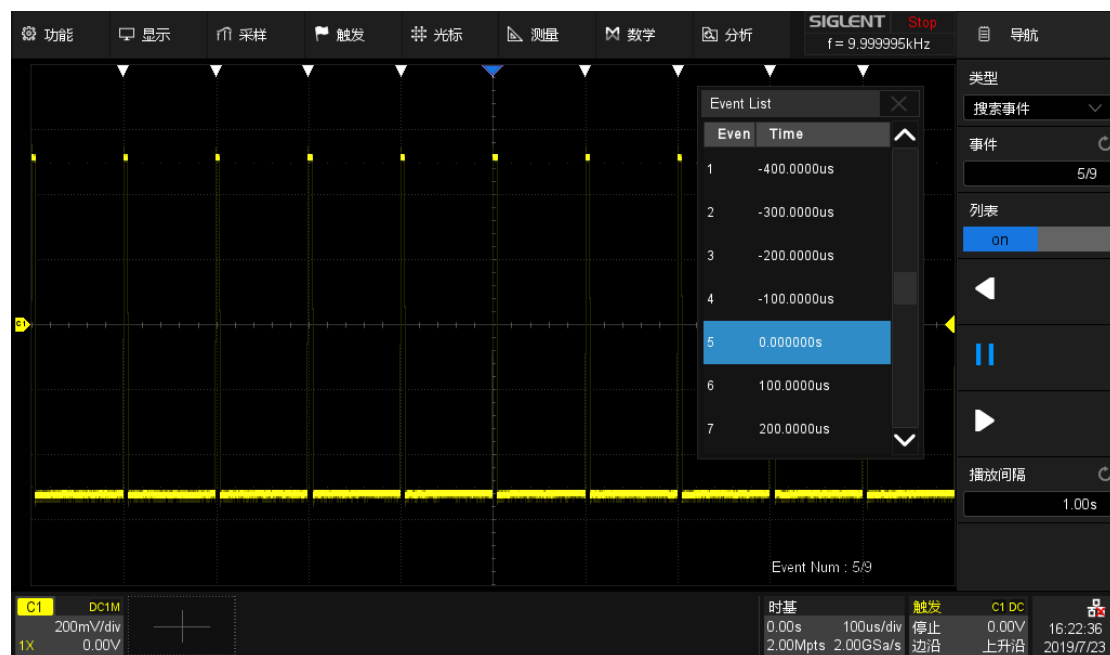 功能 显示 采样 触发 光标 测量 数学 分析 SIGLENT Stop 导航
f = 9.999995kHz
类型
搜索事件
事件
5/9
列表
on
播放间隔
1.00s
Event List
Even Time
1 -400.0000us
2 -300.0000us
3 -200.0000us
4 -100.0000us
5 0.000000s
6 100.0000us
7 200.0000us
C1
Event Num : 5/9
C1 DC1M
200mV/div
1X 0.00V
时基
0.00s 100us/div
2.00Mpts 2.00GSa/s
触发 C1 DC
停止 0.00V
边沿 上升沿
16:22:36
2019/7/23